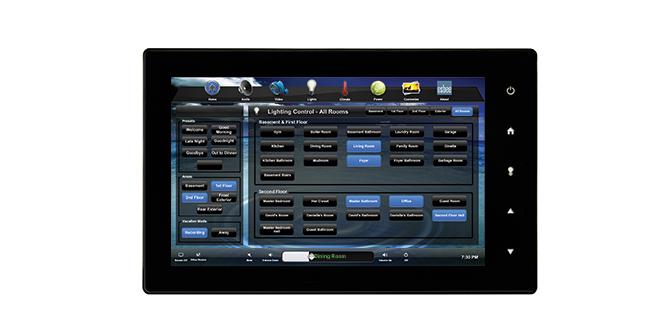 Home Audio Video Lights Climate Power Customize About
Lighting Control - All Rooms
Basement 1st Floor 2nd Floor Exterior All Rooms
Presets
Welcome Good Morning
Late Night Goodnight
Goodbye Out to Dinner
Areas
Basement 1st Floor
2nd Floor Front Exterior
Rear Exterior
Vacation Mode
Recording Away
Basement & First Floor
Gym Boiler Room Basement Bathroom Laundry Room Garage
Kitchen Dining Room Living Room Family Room Dinette
Kitchen Bathroom Mudroom Foyer Foyer Bathroom Garbage Room
Basement Stairs
Second Floor
Master Bedroom Her Closet Master Bathroom Office Guest Room
David's Room Danielle's Room David's Bathroom Danielle's Bathroom Second Floor Hall
Master Bedroom Hall Guest Bathroom
Dining Room
7:30 PM